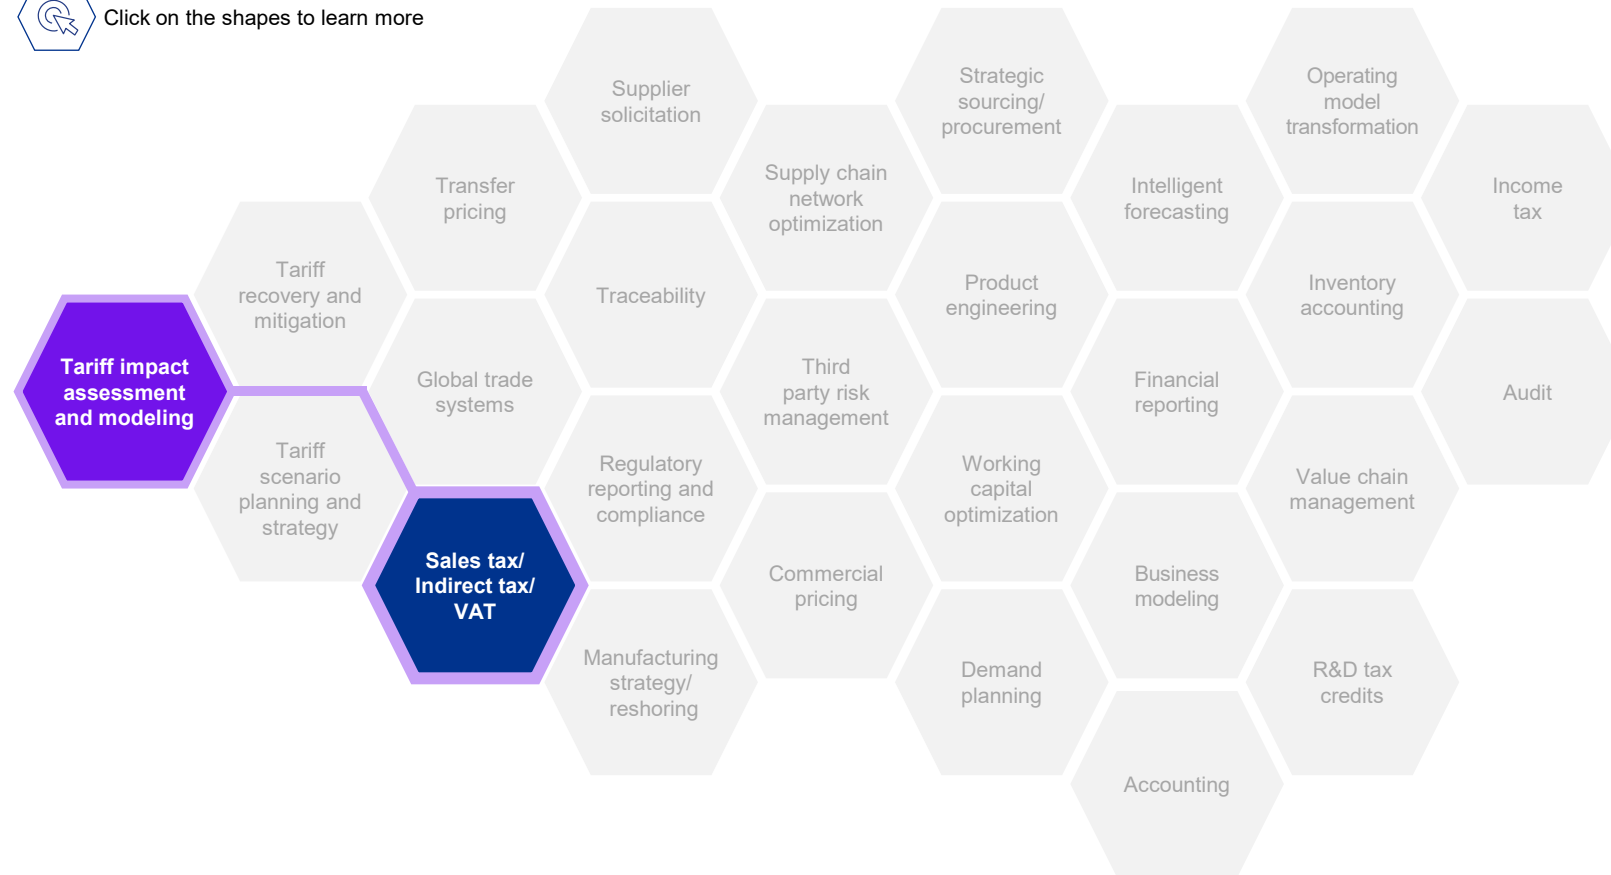 Click on the shapes to learn more
Supplier
solicitation
Strategic
sourcing/
procurement
Operating
model
transformation
Transfer
pricing
Supply chain
network
optimization
Intelligent
forecasting
Income
tax
Tariff
recovery and
mitigation
Traceability
Product
engineering
Inventory
accounting
Tariff impact
assessment
and modeling
Global trade
systems
Third
party risk
management
Financial
reporting
Audit
Tariff
scenario
planning and
strategy
Regulatory
reporting and
compliance
Working
capital
optimization
Value chain
management
Sales tax/
Indirect tax/
VAT
Commercial
pricing
Business
modeling
Manufacturing
strategy/
reshoring
Demand
planning
R&D tax
credits
Accounting